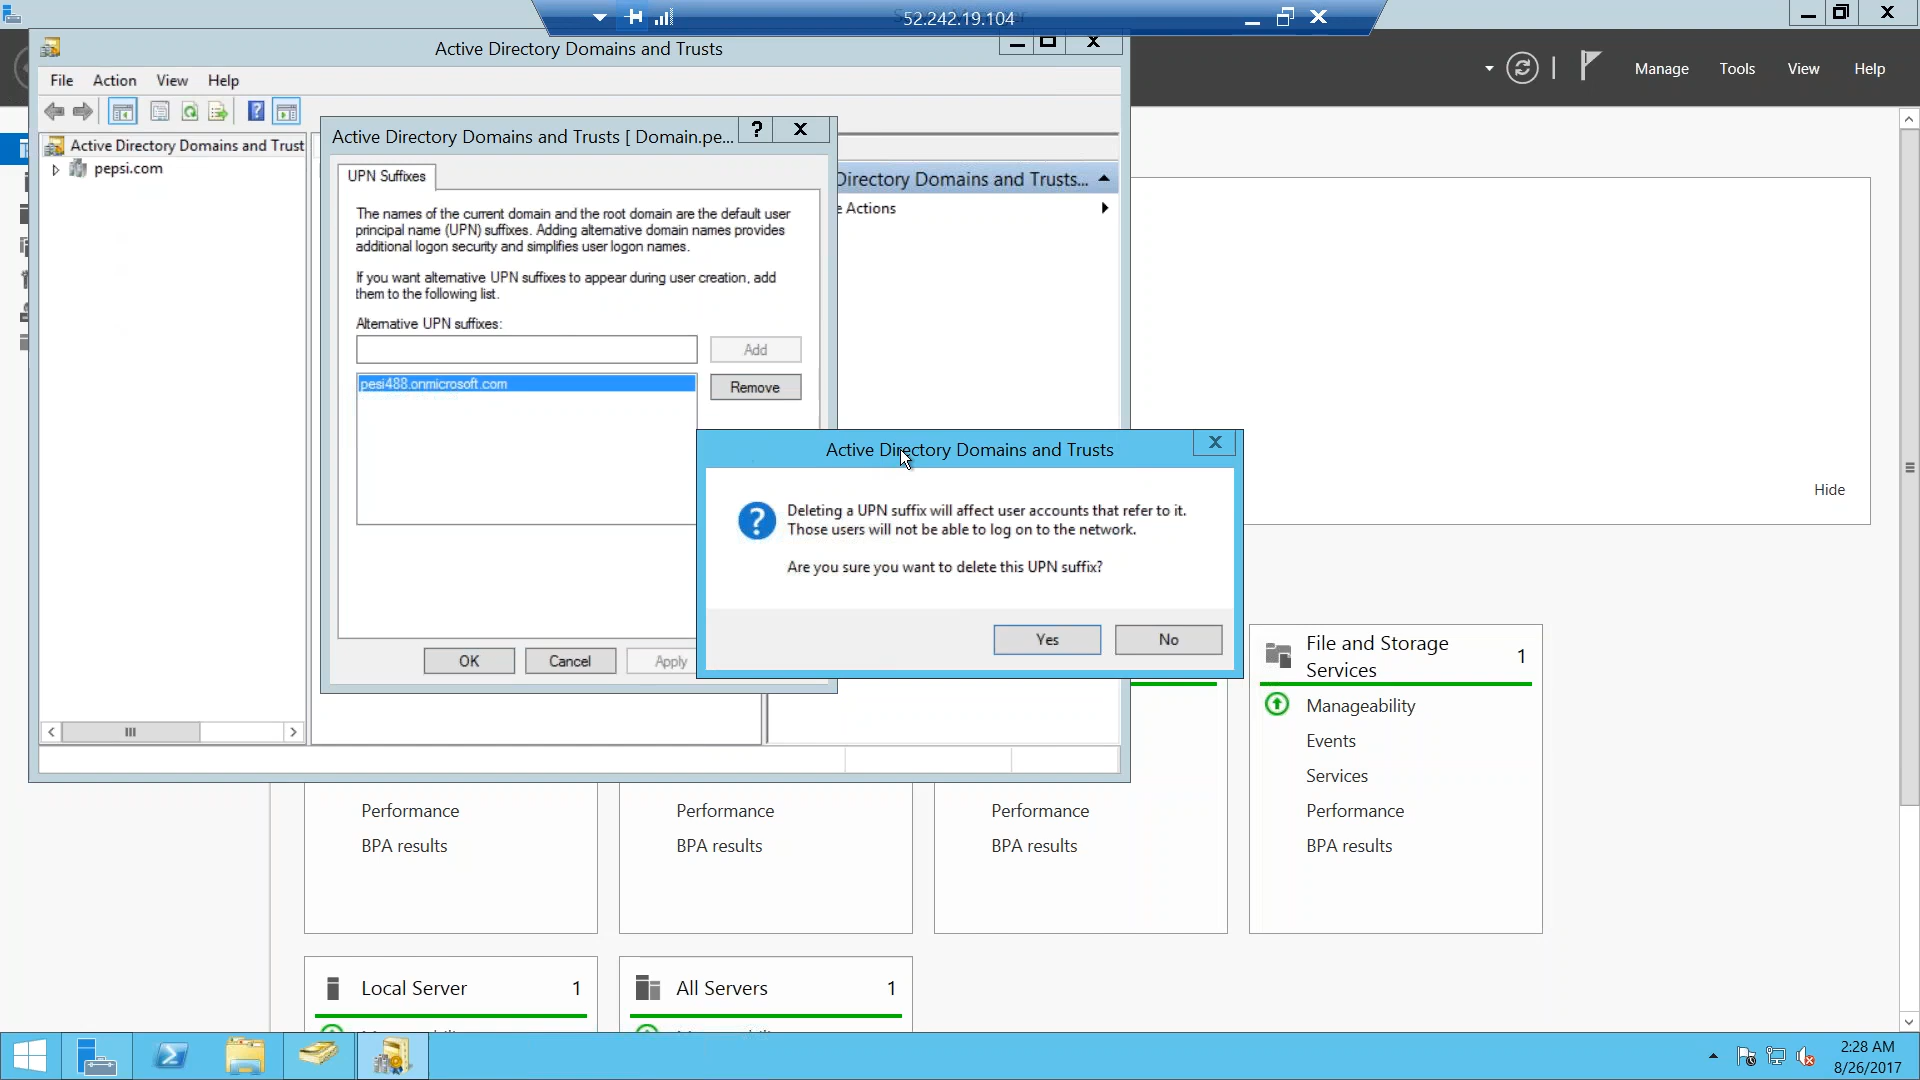 52.242.19.104
Active Directory Domains and Trusts
File Action View Help
Manage Tools View Help
Active Directory Domains and Trust
pepsi.com
Active Directory Domains and Trusts [ Domain.pe...
UPN Suffixes
The names of the current domain and the root domain are the default user
principal name (UPN) suffixes. Adding alternative domain names provides
additional logon security and simplifies user logon names.
If you want alternative UPN suffixes to appear during user creation, add
them to the following list.
Alternative UPN suffixes:
Add
pesi488.onmicrosoft.com
Remove
OK Cancel Apply
Directory Domains and Trusts...
e Actions
Active Directory Domains and Trusts
Deleting a UPN suffix will affect user accounts that refer to it.
Those users will not be able to log on to the network.
Are you sure you want to delete this UPN suffix?
Yes No
Hide
File and Storage
Services 1
Manageability
Events
Services
Performance
BPA results
Performance
BPA results
Performance
BPA results
Performance
BPA results
Local Server 1
All Servers 1
2:28 AM
8/26/2017